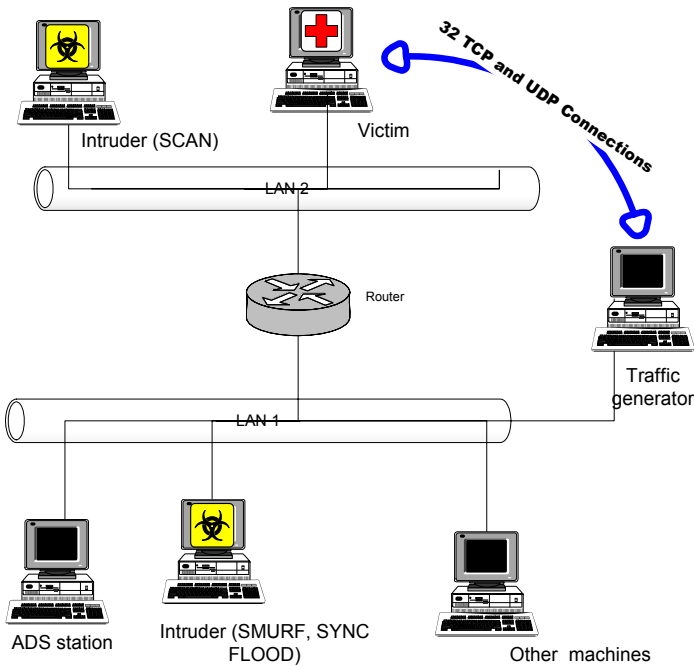 32 TCP and UDP Connections
Intruder (SCAN)
Victim
LAN 2
Router
Traffic
generator
LAN 1
ADS station
Intruder (SMURF, SYNC
FLOOD)
Other machines